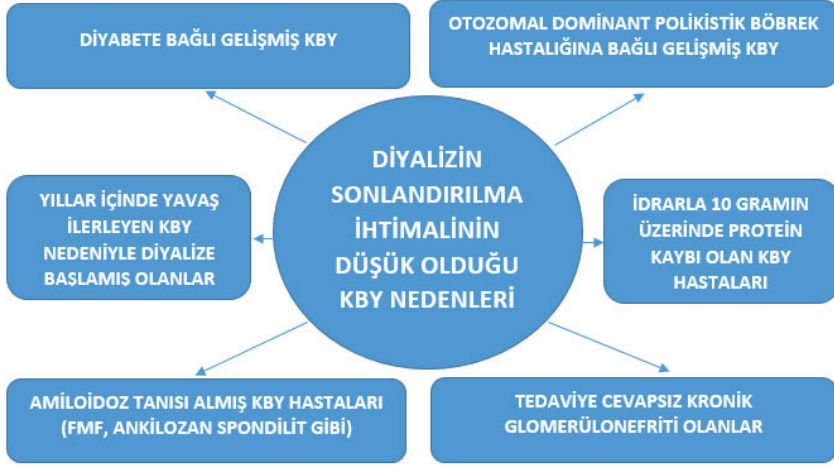 DİYABETE BAĞLI GELİŞMİŞ KBY
OTOZOMAL DOMİNANT POLİKİSTİK BÖBREK
HASTALIĞINA BAĞLI GELİŞMİŞ KBY
DİYALİZİN
SONLANDIRILMA
İHTİMALİNİN
DÜŞÜK OLDUĞU
KBY NEDENLERİ
YILLAR İÇİNDE YAVAŞ
İLERLEYEN KBY
NEDENİYLE DİYALİZE
BAŞLAMIŞ OLANLAR
İDRARLA 10 GRAMIN
ÜZERİNDE PROTEİN
KAYBI OLAN KBY
HASTALARI
AMİLOİDOZ TANISI ALMIŞ KBY HASTALARI
(FMF, ANKİLOZAN SPONDİLİT GİBİ)
TEDAVİYE CEVAPSIZ KRONİK
GLOMERÜLONEFRİTİ OLANLAR